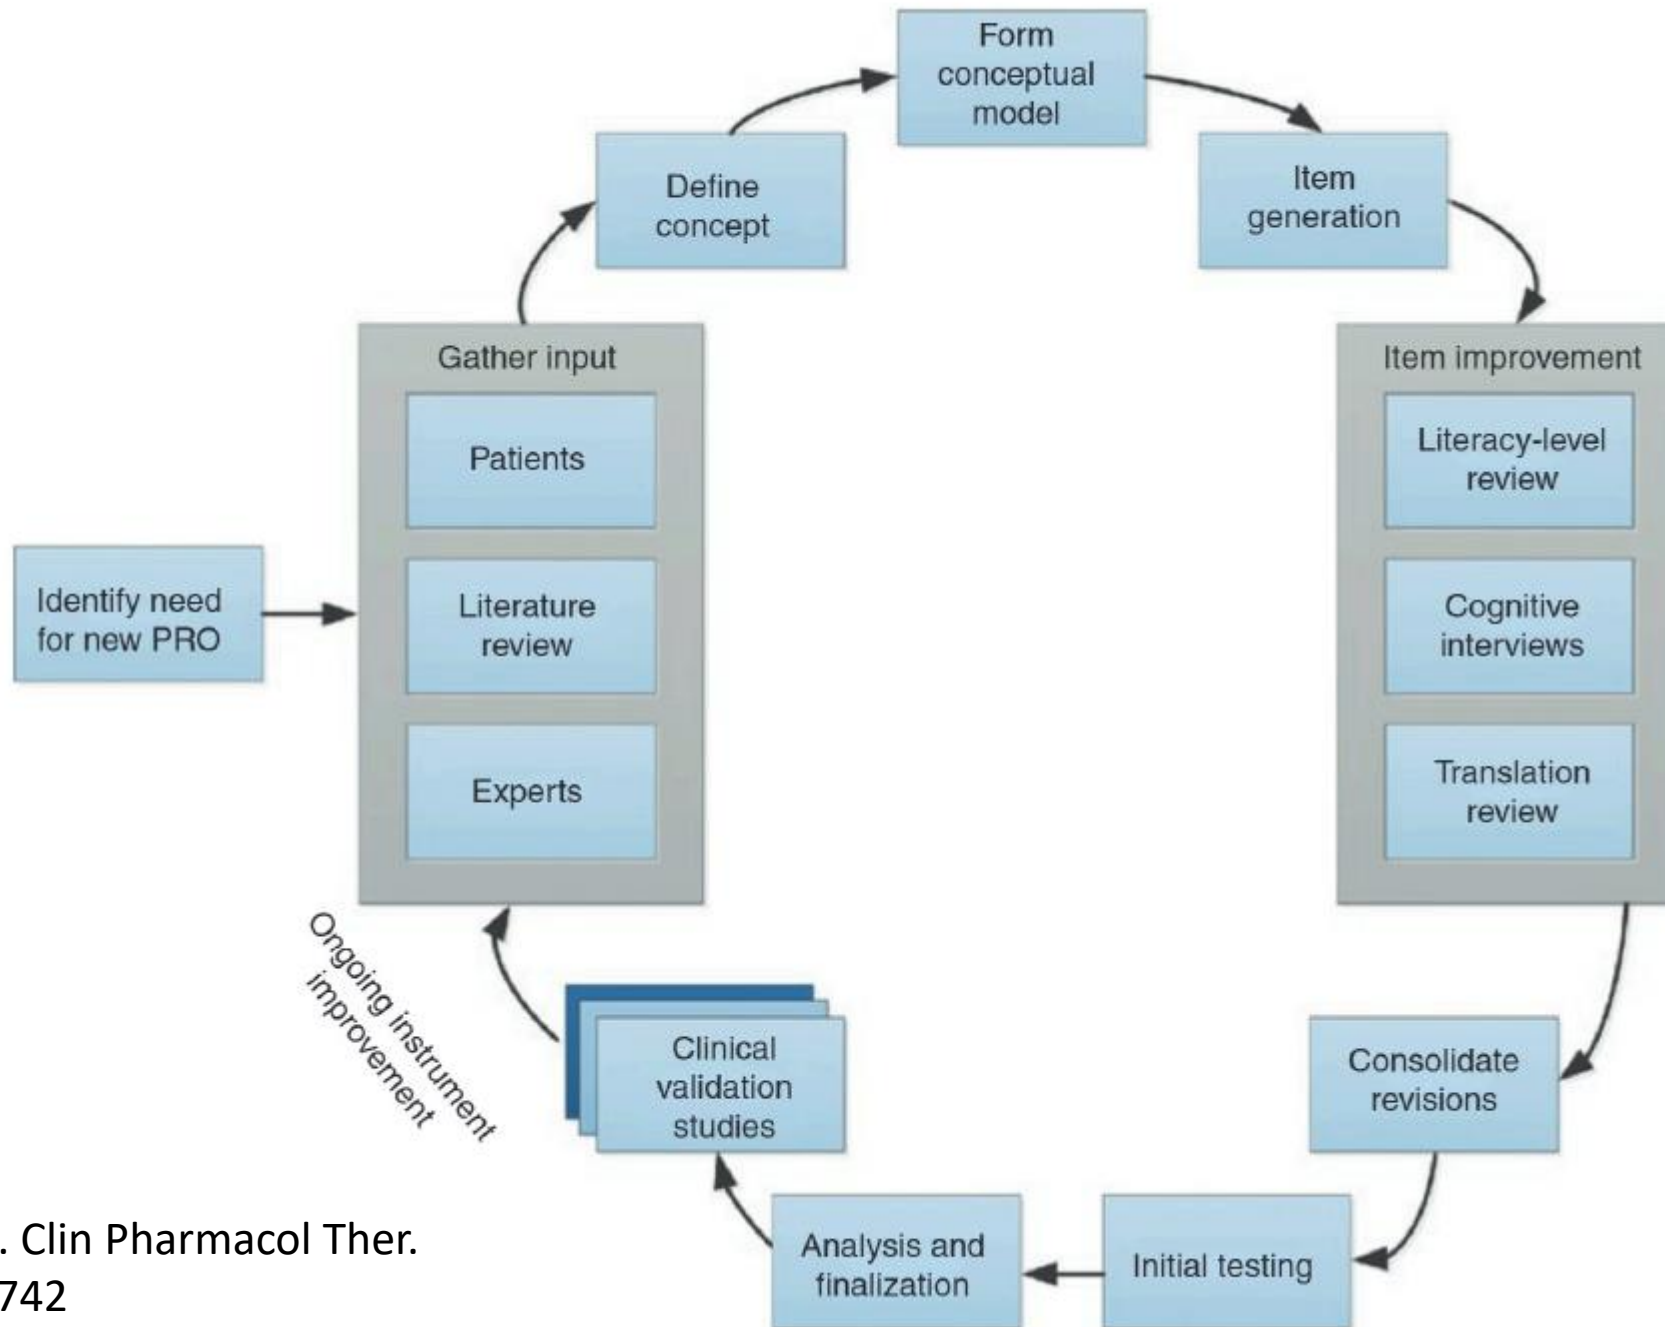 Form
conceptual
model
Define
concept
Item
generation
Gather input
Patients
Literature
review
Experts
Identify need
for new PRO
Item improvement
Literacy-level
review
Cognitive
interviews
Translation
review
Ongoing instrument
improvement
Clinical
validation
studies
Consolidate
revisions
Analysis and
finalization
Initial testing
. Clin Pharmacol Ther.
742